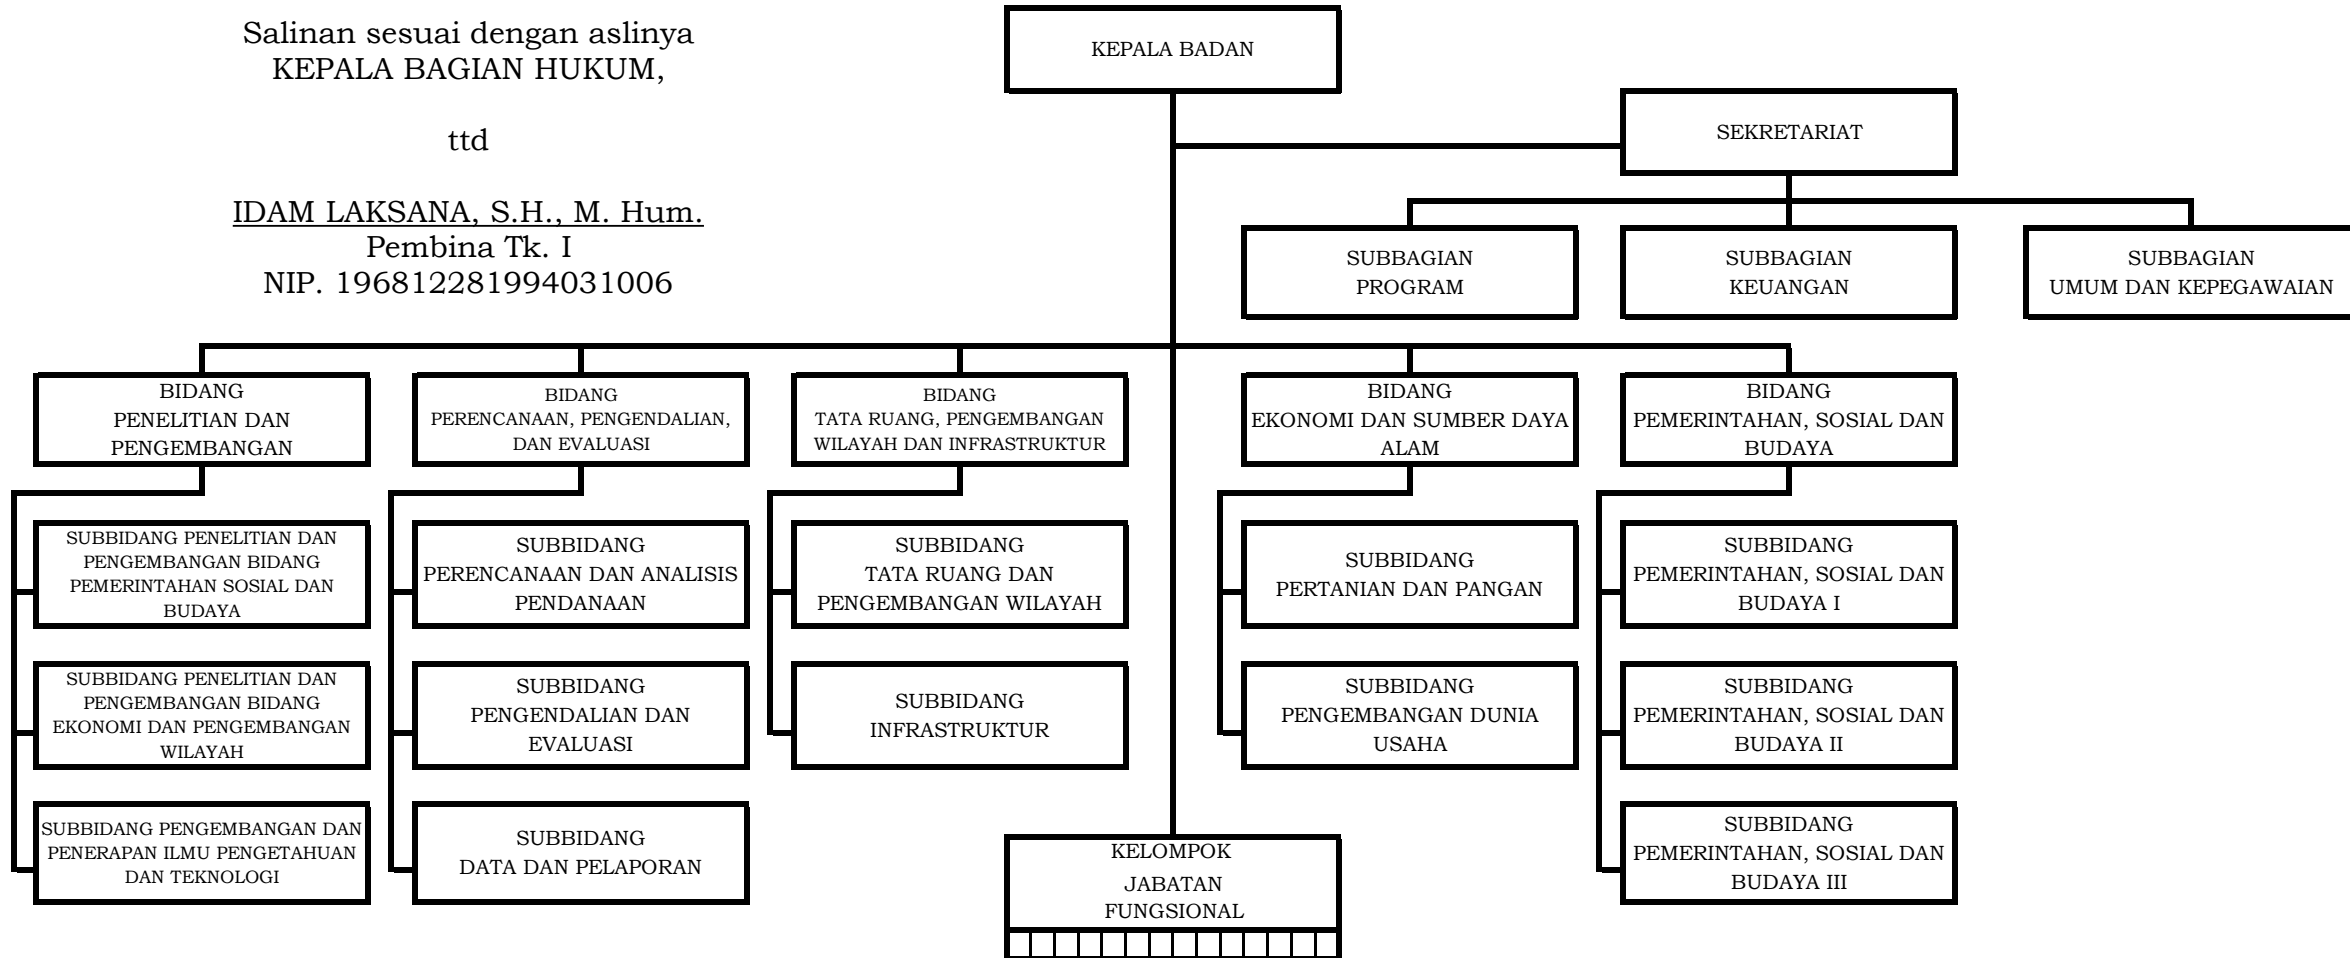 Salinan sesuai dengan aslinya
KEPALA BAGIAN HUKUM,
ttd
IDAM LAKSANA, S.H., M. Hum.
Pembina Tk. I
NIP. 196812281994031006
KEPALA BADAN
SEKRETARIAT
SUBBAGIAN
PROGRAM
SUBBAGIAN
KEUANGAN
SUBBAGIAN
UMUM DAN KEPEGAWAIAN
BIDANG
PENELITIAN DAN
PENGEMBANGAN
BIDANG
PERENCANAAN, PENGENDALIAN,
DAN EVALUASI
BIDANG
TATA RUANG, PENGEMBANGAN
WILAYAH DAN INFRASTRUKTUR
BIDANG
EKONOMI DAN SUMBER DAYA
ALAM
BIDANG
PEMERINTAHAN, SOSIAL DAN
BUDAYA
SUBBIDANG PENELITIAN DAN
PENGEMBANGAN BIDANG
PEMERINTAHAN SOSIAL DAN
BUDAYA
SUBBIDANG
PERENCANAAN DAN ANALISIS
PENDANAAN
SUBBIDANG
TATA RUANG DAN
PENGEMBANGAN WILAYAH
SUBBIDANG
PERTANIAN DAN PANGAN
SUBBIDANG
PEMERINTAHAN, SOSIAL DAN
BUDAYA I
SUBBIDANG PENELITIAN DAN
PENGEMBANGAN BIDANG
EKONOMI DAN PENGEMBANGAN
WILAYAH
SUBBIDANG
PENGENDALIAN DAN
EVALUASI
SUBBIDANG
INFRASTRUKTUR
SUBBIDANG
PENGEMBANGAN DUNIA
USAHA
SUBBIDANG
PEMERINTAHAN, SOSIAL DAN
BUDAYA II
SUBBIDANG PENGEMBANGAN DAN
PENERAPAN ILMU PENGETAHUAN
DAN TEKNOLOGI
SUBBIDANG
DATA DAN PELAPORAN
KELOMPOK
JABATAN
FUNGSIONAL
SUBBIDANG
PEMERINTAHAN, SOSIAL DAN
BUDAYA III